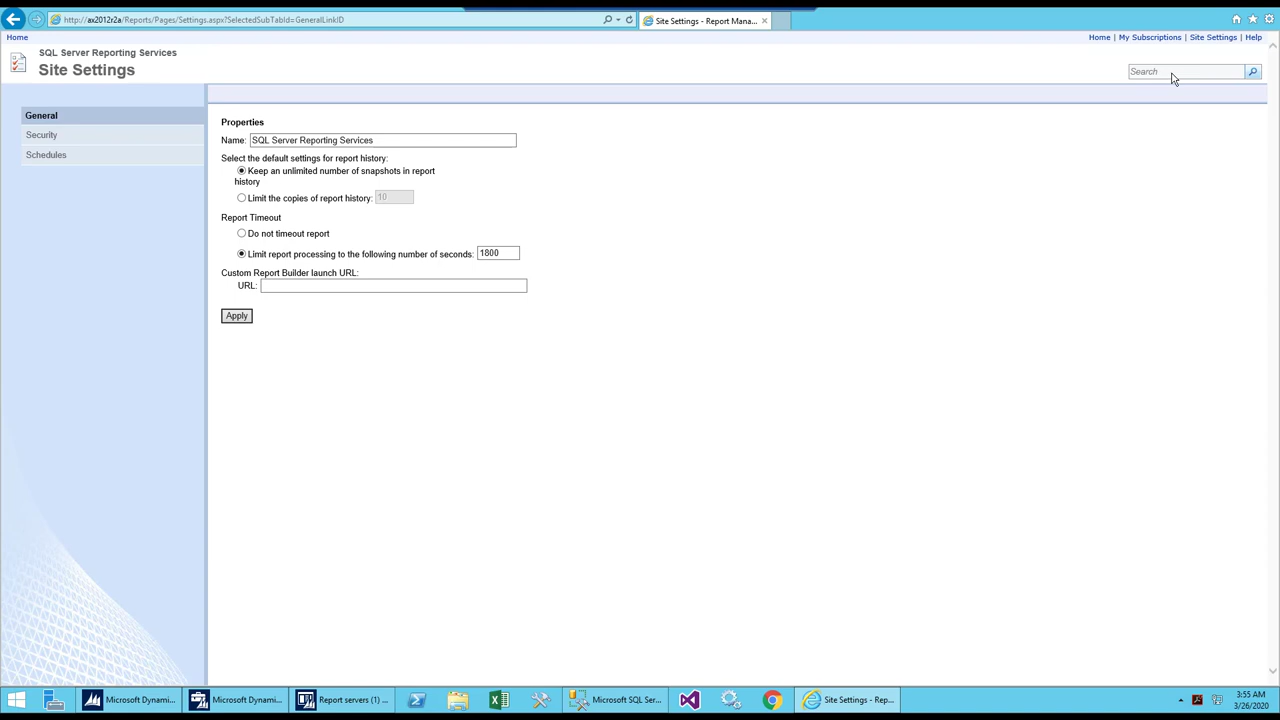 http://ax2012r2a/Reports/Pages/Settings.aspx?SelectedSubTabId=GeneralLinkID
Site Settings - Report Mana...
Home
Home | My Subscriptions | Site Settings | Help
SQL Server Reporting Services
Site Settings
Search
General
Security
Schedules
Properties
Name: SQL Server Reporting Services
Select the default settings for report history:
Keep an unlimited number of snapshots in report
history
Limit the copies of report history: 10
Report Timeout
Do not timeout report
Limit report processing to the following number of seconds: 1800
Custom Report Builder launch URL:
URL:
Apply
Microsoft Dynami...
Microsoft Dynami...
Report servers (1) ...
Microsoft SQL Ser...
Site Settings - Rep...
3:55 AM
3/26/2020